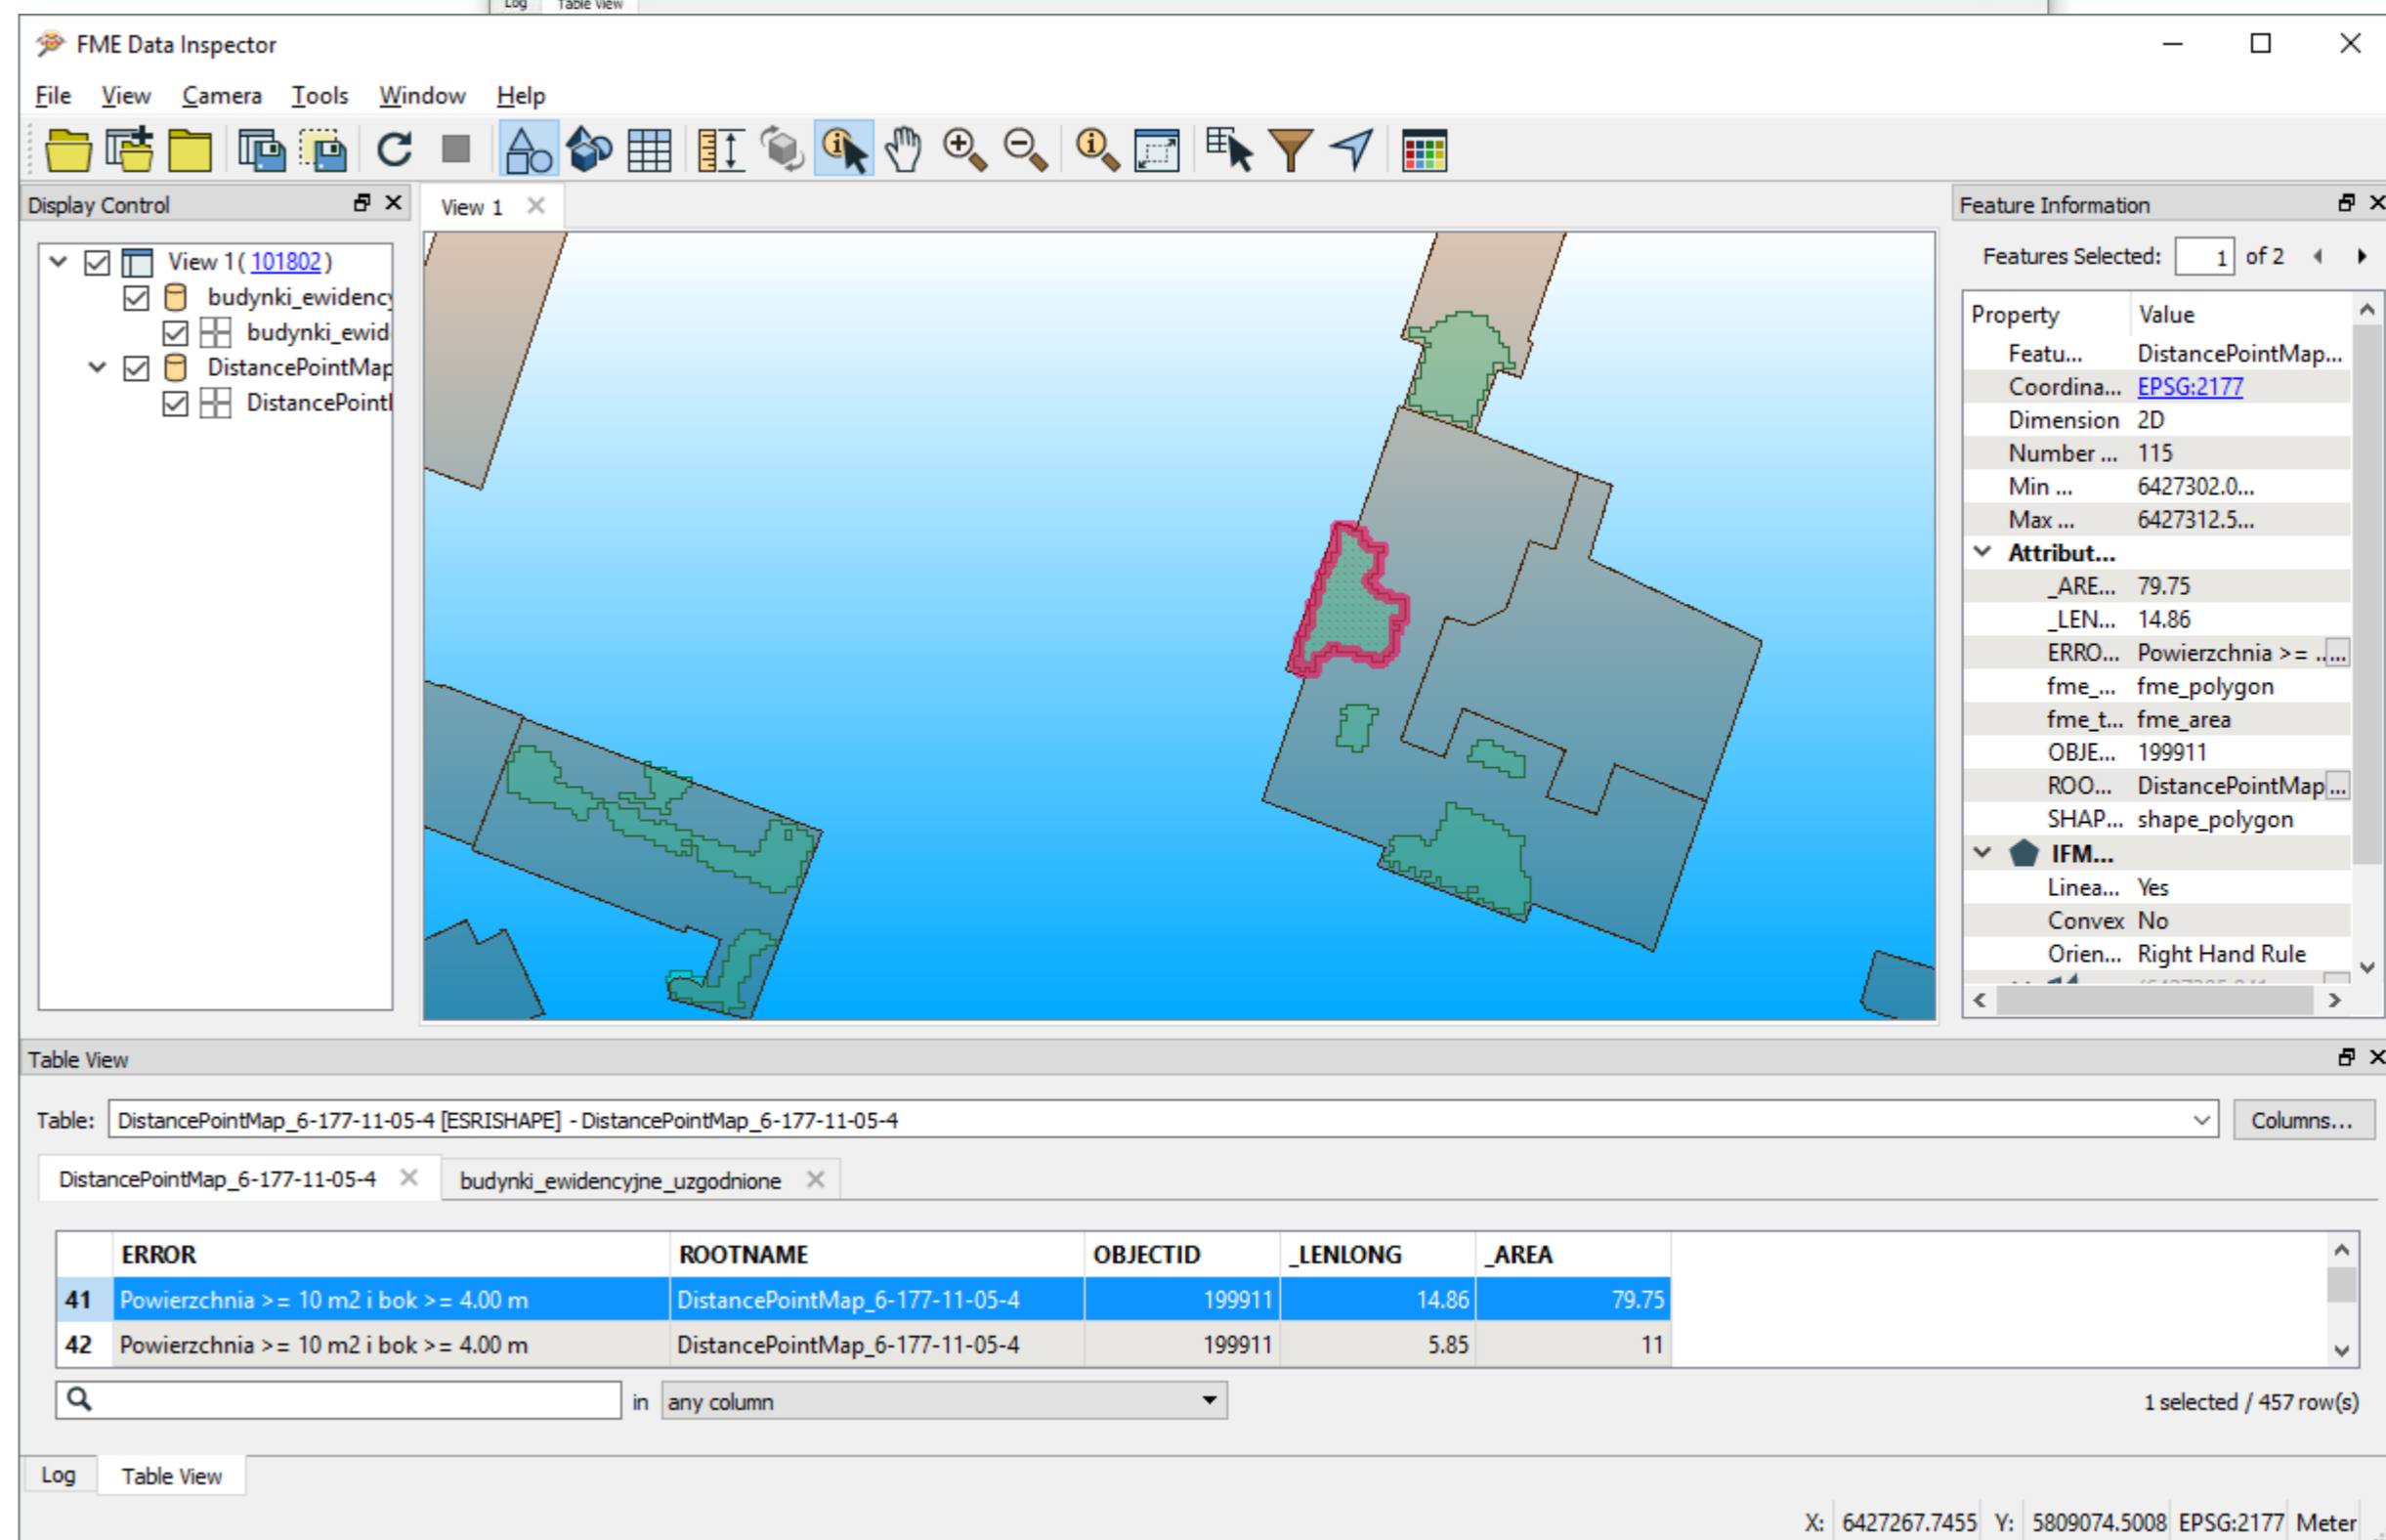 Log Table View
FME Data Inspector
File View Camera Tools Window Help
Display Control
View 1
Feature Information
View 1 ( 101802 )
budynki_ewidency
budynki_ewid
DistancePointMap
DistancePoint
Features Selected: 1 of 2
Property Value
Featu... DistancePointMap...
Coordina... EPSG:2177
Dimension 2D
Number ... 115
Min ... 6427302.0...
Max ... 6427312.5...
Attribut...
_ARE... 79.75
_LEN... 14.86
ERRO... Powierzchnia >= ..
fme_... fme_polygon
fme_t... fme_area
OBJE... 199911
ROO... DistancePointMap...
SHAP... shape_polygon
IFM...
Linea... Yes
Convex No
Orien... Right Hand Rule
Table View
Table: DistancePointMap_6-177-11-05-4 [ESRISHAPE] - DistancePointMap_6-177-11-05-4 Columns...
DistancePointMap_6-177-11-05-4 budynki_ewidencyjne_uzgodnione
ERROR ROOTNAME OBJECTID _LENLONG _AREA
41 Powierzchnia >= 10 m2 i bok >= 4.00 m DistancePointMap_6-177-11-05-4 199911 14.86 79.75
42 Powierzchnia >= 10 m2 i bok >= 4.00 m DistancePointMap_6-177-11-05-4 199911 5.85 11
in any column 1 selected / 457 row(s)
Log Table View
X: 6427267.7455 Y: 5809074.5008 EPSG:2177 Meter